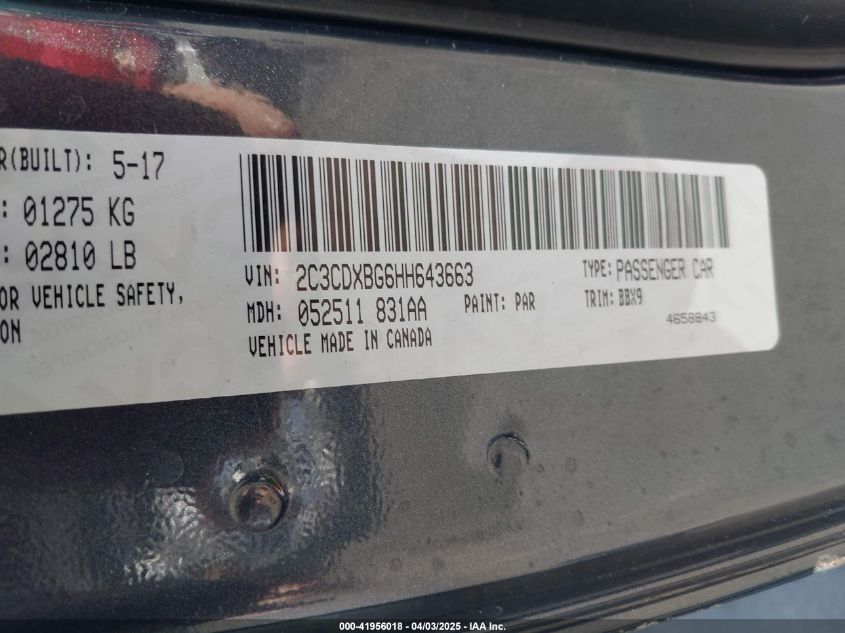 R(BUILT): 5-17
: 01275 KG
: 02810 LB
OR VEHICLE SAFETY,
ON
VIN: 2C3CDXBG6HH643663
TYPE: PASSENGER CAR
MDH: 052511 831AA
PAINT: PAR
TRIM: BBX9
VEHICLE MADE IN CANADA
4658843
000-41956018 - 04/03/2025 - IAA Inc.